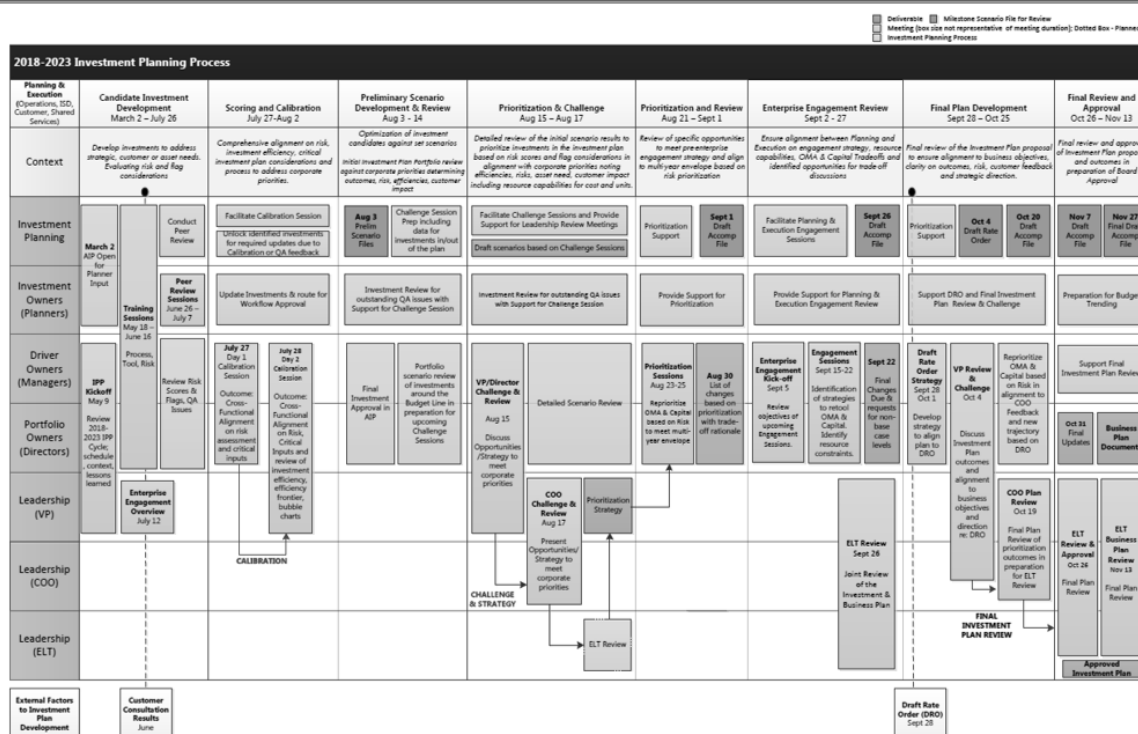 Deliverable  Milestone Scenario File for Review
Meeting (box size not representative of meeting duration); Dotted Box - Planned
Investment Planning Process
2018-2023 Investment Planning Process
Planning &
Execution
(Operations, ISD,
Customer, Shared
Services)
Candidate Investment
Development
March 2 – July 26
Scoring and Calibration
July 27-Aug 2
Preliminary Scenario
Development & Review
Aug 3 - 14
Prioritization & Challenge
Aug 15 – Aug 17
Prioritization and Review
Aug 21 – Sept 1
Enterprise Engagement Review
Sept 2 - 27
Final Plan Development
Sept 28 – Oct 25
Final Review and
Approval
Oct 26 – Nov 13
Context
Develop investments to address
strategic, customer or asset needs.
Evaluating risk and flag
considerations
Comprehensive alignment on risk,
investment efficiency, critical
investment plan considerations and
process to address corporate
priorities.
Optimization of investment
candidates against set scenarios
Initial Investment Plan Portfolio review
against corporate priorities determining
outcomes, risk, efficiencies, customer
impact
Detailed review of the initial scenario results to
prioritize investments in the investment plan
based on risk scores and flag considerations in
alignment with corporate priorities noting
efficiencies, risks, asset need, customer impact
including resource capabilities for cost and units.
Review of specific opportunities
to meet pre-enterprise
engagement strategy and align
to multi-year envelope based on
risk prioritization
Ensure alignment between Planning and
Execution on engagement strategy, resource
capabilities, OMA & Capital Tradeoffs and
identified opportunities for trade-off
discussions
Final review of the Investment Plan proposal
to ensure alignment to business objectives,
clarity on outcomes, risk, customer feedback
and strategic direction.
Final review and approval
of Investment Plan proposal
and outcomes in
preparation of Board
Approval
Investment
Planning
March 2
AIP Open
for
Planner
Input
Training
Sessions
May 18 –
June 16
Process,
Tool, Risk
Conduct
Peer
Review
Facilitate Calibration Session
Unlock identified investments
for required updates due to
Calibration or QA feedback
Aug 3
Prelim
Scenario
Files
Challenge Session
Prep including
data for
investments in/out
of the plan
Facilitate Challenge Sessions and Provide
Support for Leadership Review Meetings
Draft scenarios based on Challenge Sessions
Prioritization
Support
Sept 1
Draft
Accomp
File
Facilitate Planning &
Execution Engagement
Sessions
Sept 26
Draft
Accomp
File
Prioritization
Support
Oct 4
Draft Rate
Order
Oct 20
Draft
Accomp
File
Nov 7
Draft
Accomp
File
Nov 27
Final Draft
Accomp
File
Investment
Owners
(Planners)
Peer
Review
Sessions
June 26 –
July 7
Update Investments & route for
Workflow Approval
Investment Review for
outstanding QA issues with
Support for Challenge Session
Investment Review for outstanding QA issues
with Support for Challenge Session
Provide Support for
Prioritization
Provide Support for Planning &
Execution Engagement Review
Support DRO and Final Investment
Plan Review & Challenge
Preparation for Budget
Trending
Driver
Owners
(Managers)
Portfolio
Owners
(Directors)
IPP
Kickoff
May 9
Review
2018-
2023 IPP
Cycle;
schedule
, context,
lessons
learned
Review Risk
Scores &
Flags, QA
Issues
July 27
Day 1
Calibration
Session
Outcome:
Cross-
Functional
Alignment
on risk
assessment
and critical
inputs
July 28
Day 2
Calibration
Session
Outcome:
Cross-
Functional
Alignment
on Risk,
Critical
Inputs and
review of
investment
efficiency,
efficiency
frontier,
bubble
charts
Final
Investment
Approval in
AIP
Portfolio
scenario review
of investments
around the
Budget Line in
preparation for
upcoming
Challenge
Sessions
VP/Director
Challenge &
Review
Aug 15
Discuss
Opportunities
/Strategy to
meet
corporate
priorities
Detailed Scenario Review
Prioritization
Sessions
Aug 23-25
Reprioritize
OMA & Capital
based on Risk
to meet multi-
year envelope
Aug 30
List of
changes
based on
prioritization
with trade-
off rationale
Enterprise
Engagement
Kick-off
Sept 5
Review
objectives of
upcoming
Engagement
Sessions.
Engagement
Sessions
Sept 15-22
Identification
of strategies
to retool
OMA &
Capital.
Identify
resource
constraints.
Sept 22
Final
Changes
Due &
requests
for non-
base
case
levels
Draft
Rate
Order
Strategy
Sept 28
Oct 1
Develop
strategy
to align
plan to
DRO
VP Review
&
Challenge
Oct 4
Discuss
Investment
Plan
outcomes
and
alignment
to
business
objectives
and
direction
re: DRO
Reprioritize
OMA &
Capital based
on Risk in
alignment to
COO
Feedback
and new
trajectory
based on
DRO
Support Final
Investment Plan Review
Oct 31
Final
Updates
Business
Plan
Document
Leadership
(VP)
Enterprise
Engagement
Overview
July 12
COO
Challenge &
Review
Aug 17
Present
Opportunities/
Strategy to
meet
corporate
priorities
Prioritization
Strategy
COO Plan
Review
Oct 19
Final Plan
Review of
prioritization
outcomes in
preparation
for ELT
Review
Leadership
(COO)
CALIBRATION
CHALLENGE
& STRATEGY
ELT Review
Sept 26
Joint Review
of the
Investment &
Business Plan
ELT
Review &
Approval
Oct 26
Final Plan
Review
ELT
Business
Plan
Review
Nov 13
Final Plan
Review
Leadership
(ELT)
ELT Review
FINAL
INVESTMENT
PLAN REVIEW
Approved
Investment Plan
External Factors
to Investment
Plan
Development
Customer
Consultation
Results
June
Draft Rate
Order (DRO)
Sept 28